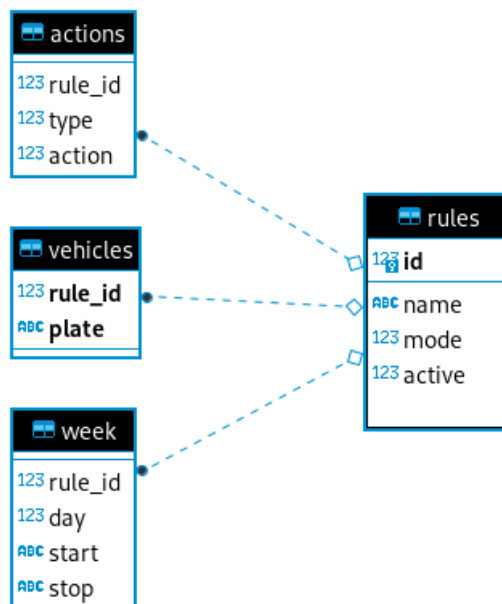 actions
123 rule_id
123 type
123 action
vehicles
123 rule_id
ABC plate
week
123 rule_id
123 day
ABC start
ABC stop
rules
123 id
ABC name
123 mode
123 active